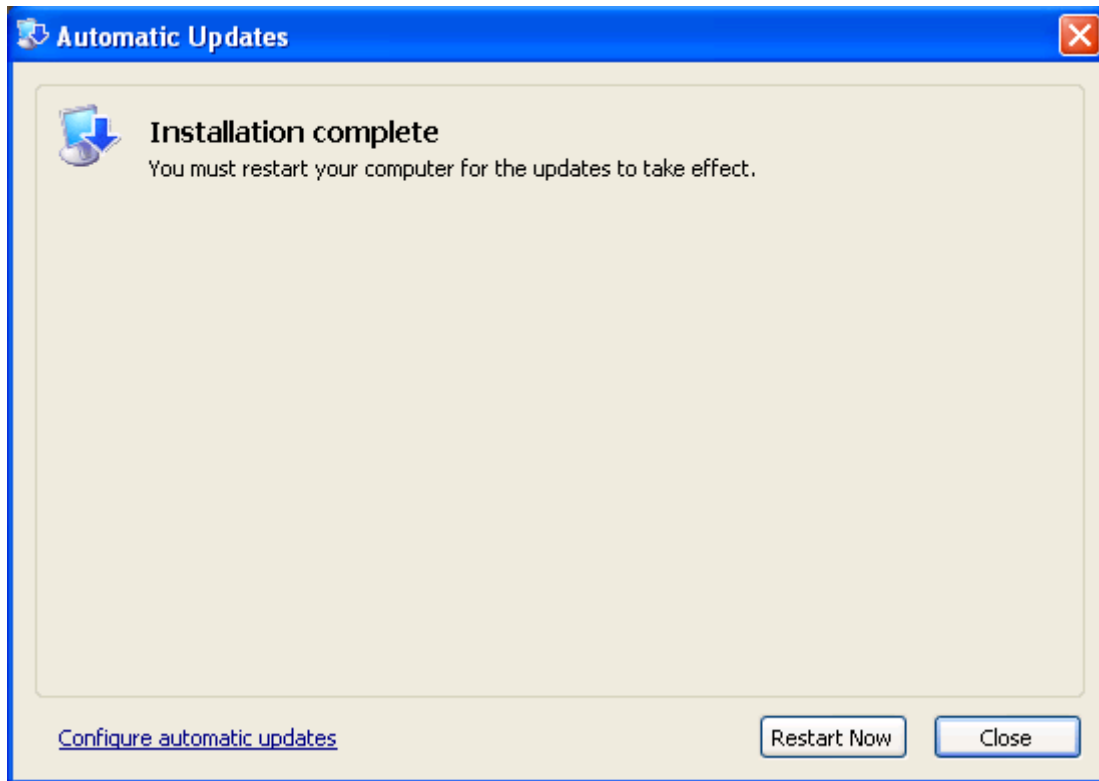 Automatic Updates
Installation complete
You must restart your computer for the updates to take effect.
Configure automatic updates
Restart Now
Close